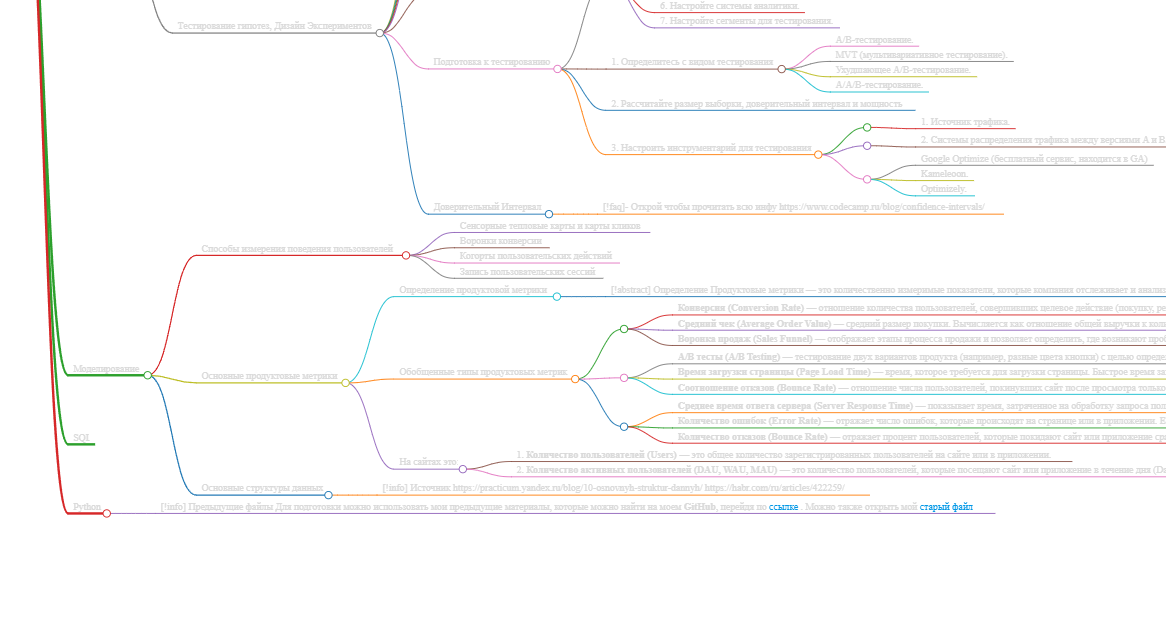 6. Настройте системы аналитики.
7. Настройте сегменты для тестирования.
Тестирование гипотез, Дизайн Экспериментов
A/B-тестирование.
MVT (мультивариативное тестирование).
Подготовка к тестированию
1. Определитесь с видом тестирования
Ухудшающее A/B-тестирование.
A/A/B-тестирование.
2. Рассчитайте размер выборки, доверительный интервал и мощность
1. Источник трафика.
2. Системы распределения трафика между версиями A и B
3. Настроить инструментарий для тестирования
Google Optimize (бесплатный сервис, находится в GA)
Kameleoon.
Optimizely.
Доверительный Интервал
[!faq]- Открой чтобы прочитать всю инфу https://www.codecamp.ru/blog/confidence-intervals/
Сенсорные тепловые карты и карты кликов
Воронки конверсии
Способы измерения поведения пользователей
Когорты пользовательских действий
Запись пользовательских сессий
Определение продуктовой метрики
[!abstract] Определение Продуктовые метрики — это количественно измеримые показатели, которые компания отслеживает и анализ
Конверсия (Conversion Rate) — отношение количества пользователей, совершивших целевое действие (покупку, ре
Средний чек (Average Order Value) — средний размер покупки. Вычисляется как отношение общей выручки к кол
Воронка продаж (Sales Funnel) — отображает этапы процесса продажи и позволяет определить, где возникают проб
A/B тесты (A/B Testing) — тестирование двух вариантов продукта (например, разные цвета кнопки) с целью опреде
Моделирование
Основные продуктовые метрики
Обобщенные типы продуктовых метрик
Время загрузки страницы (Page Load Time) — время, которое требуется для загрузки страницы. Быстрое время за
Соотношение отказов (Bounce Rate) — отношение числа пользователей, покинувших сайт после просмотра только
Среднее время ответа сервера (Server Response Time) — показывает время, затраченное на обработку запроса пол
Количество ошибок (Error Rate) — отражает число ошибок, которые происходят на странице или в приложении. Е
Количество отказов (Bounce Rate) — отражает процент пользователей, которые покидают сайт или приложение сра
SQL
На сайтах это
1. Количество пользователей (Users) — это общее количество зарегистрированных пользователей на сайте или в приложении.
2. Количество активных пользователей (DAU, WAU, MAU) — это количество пользователей, которые посещают сайт или приложение в течение дня (Da
Основные структуры данных
[!info] Источник https://practicum.yandex.ru/blog/10-osnovnyh-struktur-dannyh/ https://habr.com/ru/articles/422259/
Python
[!info] Предыдущие файлы Для подготовки можно использовать мои предыдущие материалы, которые можно найти на моем GitHub, перейдя по ссылке . Можно также открыть мой старый файл